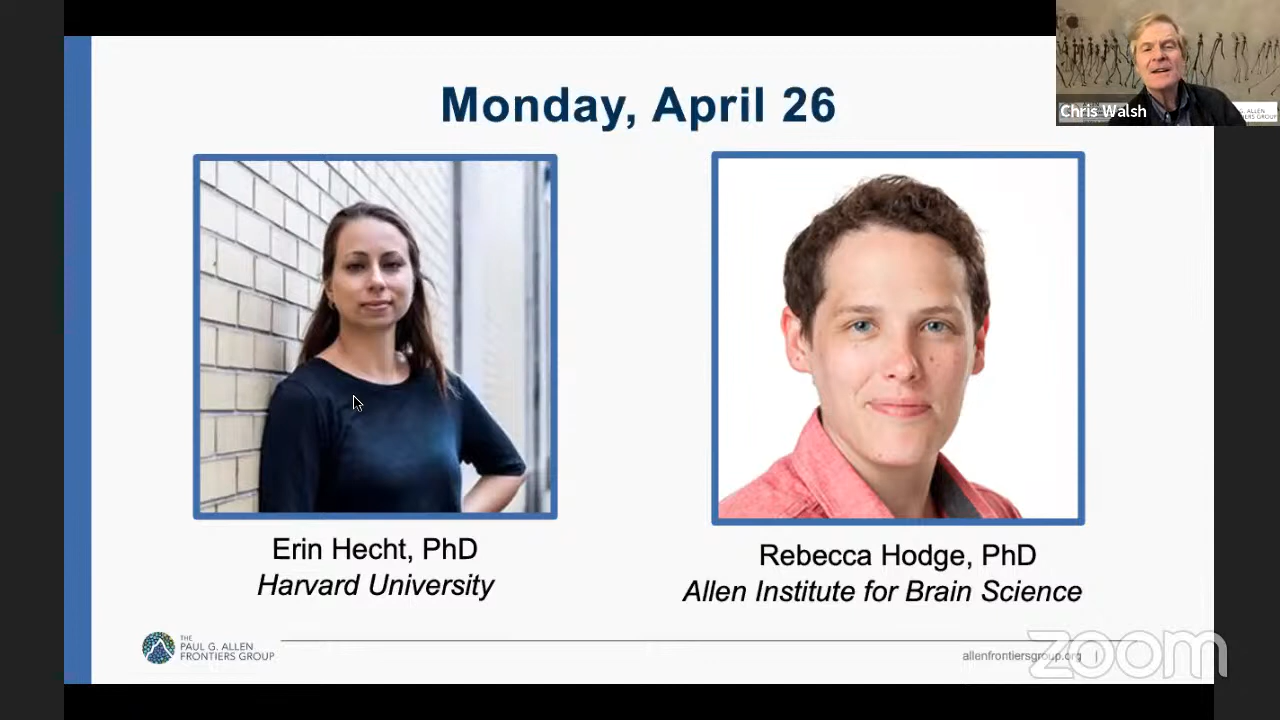 Monday, April 26
Chris Walsh
Erin Hecht, PhD
Harvard University
Rebecca Hodge, PhD
Allen Institute for Brain Science
THE
PAUL G. ALLEN
FRONTIERS GROUP
allenfrontiersgroup.org |
zoom